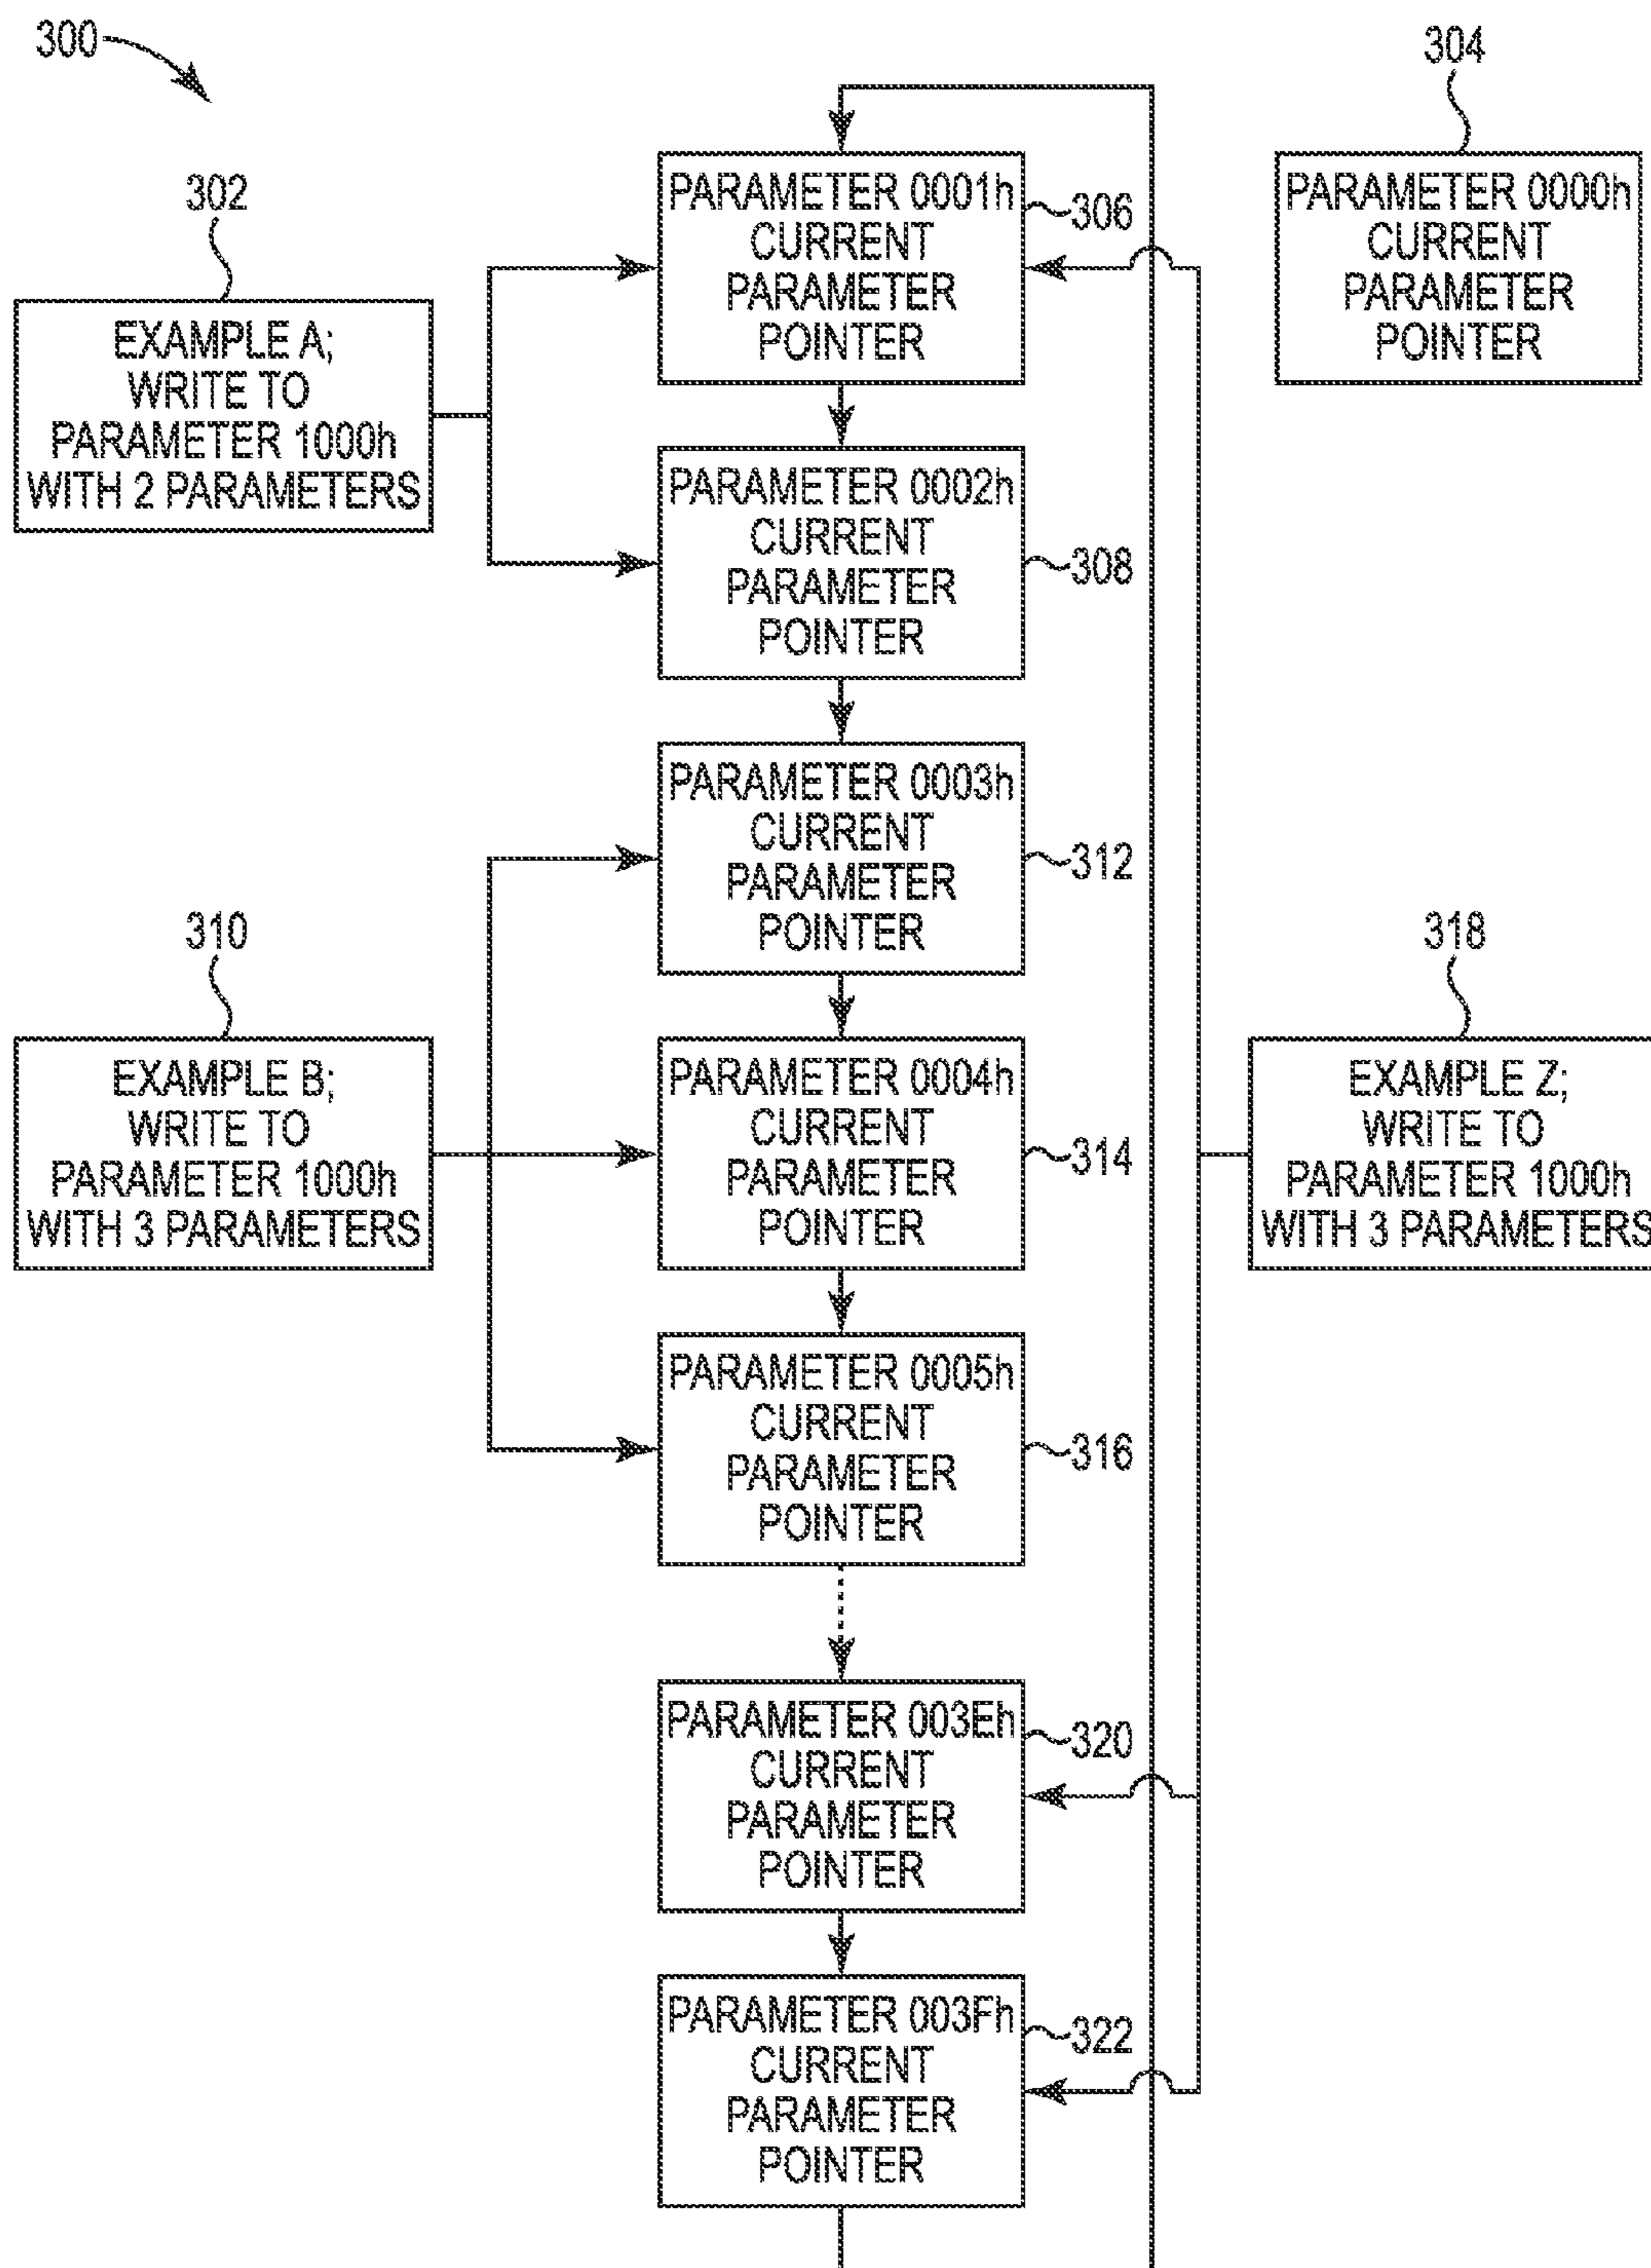 300
304
302
PARAMETER 0001h
CURRENT
PARAMETER
POINTER
306
PARAMETER 0000h
CURRENT
PARAMETER
POINTER
EXAMPLE A;
WRITE TO
PARAMETER 1000h
WITH 2 PARAMETERS
PARAMETER 0002h
CURRENT
PARAMETER
POINTER
308
PARAMETER 0003h
CURRENT
PARAMETER
POINTER
312
310
318
EXAMPLE B;
WRITE TO
PARAMETER 1000h
WITH 3 PARAMETERS
PARAMETER 0004h
CURRENT
PARAMETER
POINTER
314
EXAMPLE Z;
WRITE TO
PARAMETER 1000h
WITH 3 PARAMETERS
PARAMETER 0005h
CURRENT
PARAMETER
POINTER
316
PARAMETER 003Eh
CURRENT
PARAMETER
POINTER
320
PARAMETER 003Fh
CURRENT
PARAMETER
POINTER
322